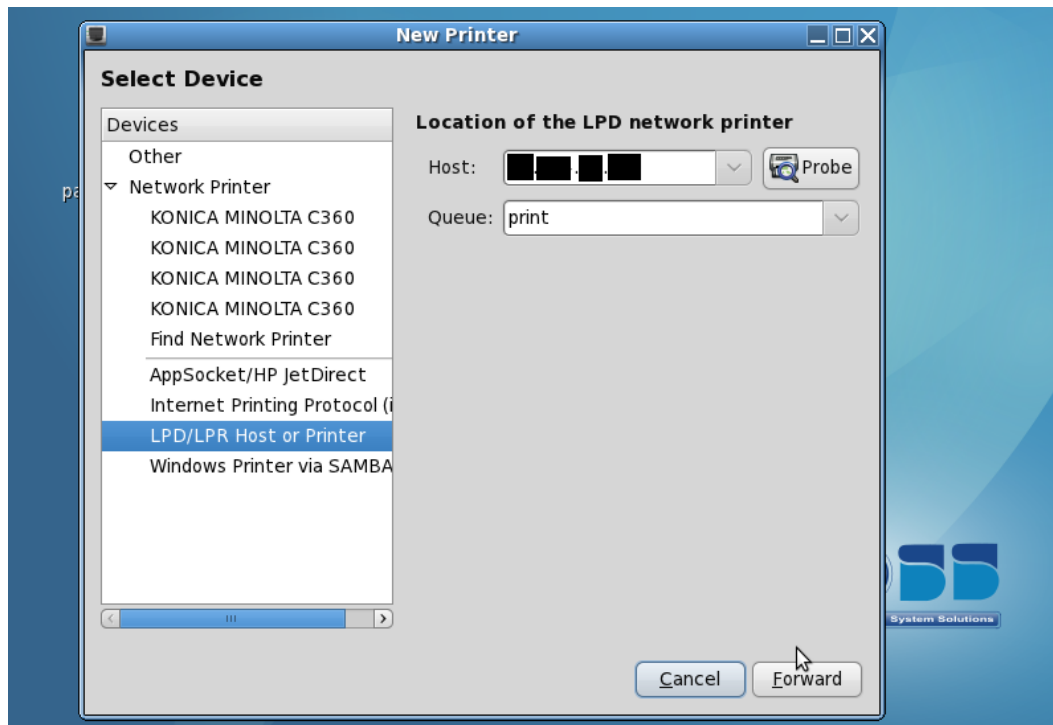 New Printer
Select Device
Devices
Other
Network Printer
KONICA MINOLTA C360
KONICA MINOLTA C360
KONICA MINOLTA C360
KONICA MINOLTA C360
Find Network Printer
AppSocket/HP JetDirect
Internet Printing Protocol (i
LPD/LPR Host or Printer
Windows Printer via SAMBA
Location of the LPD network printer
Host:
Probe
Queue: print
Cancel
Forward
pa
SS
System Solutions